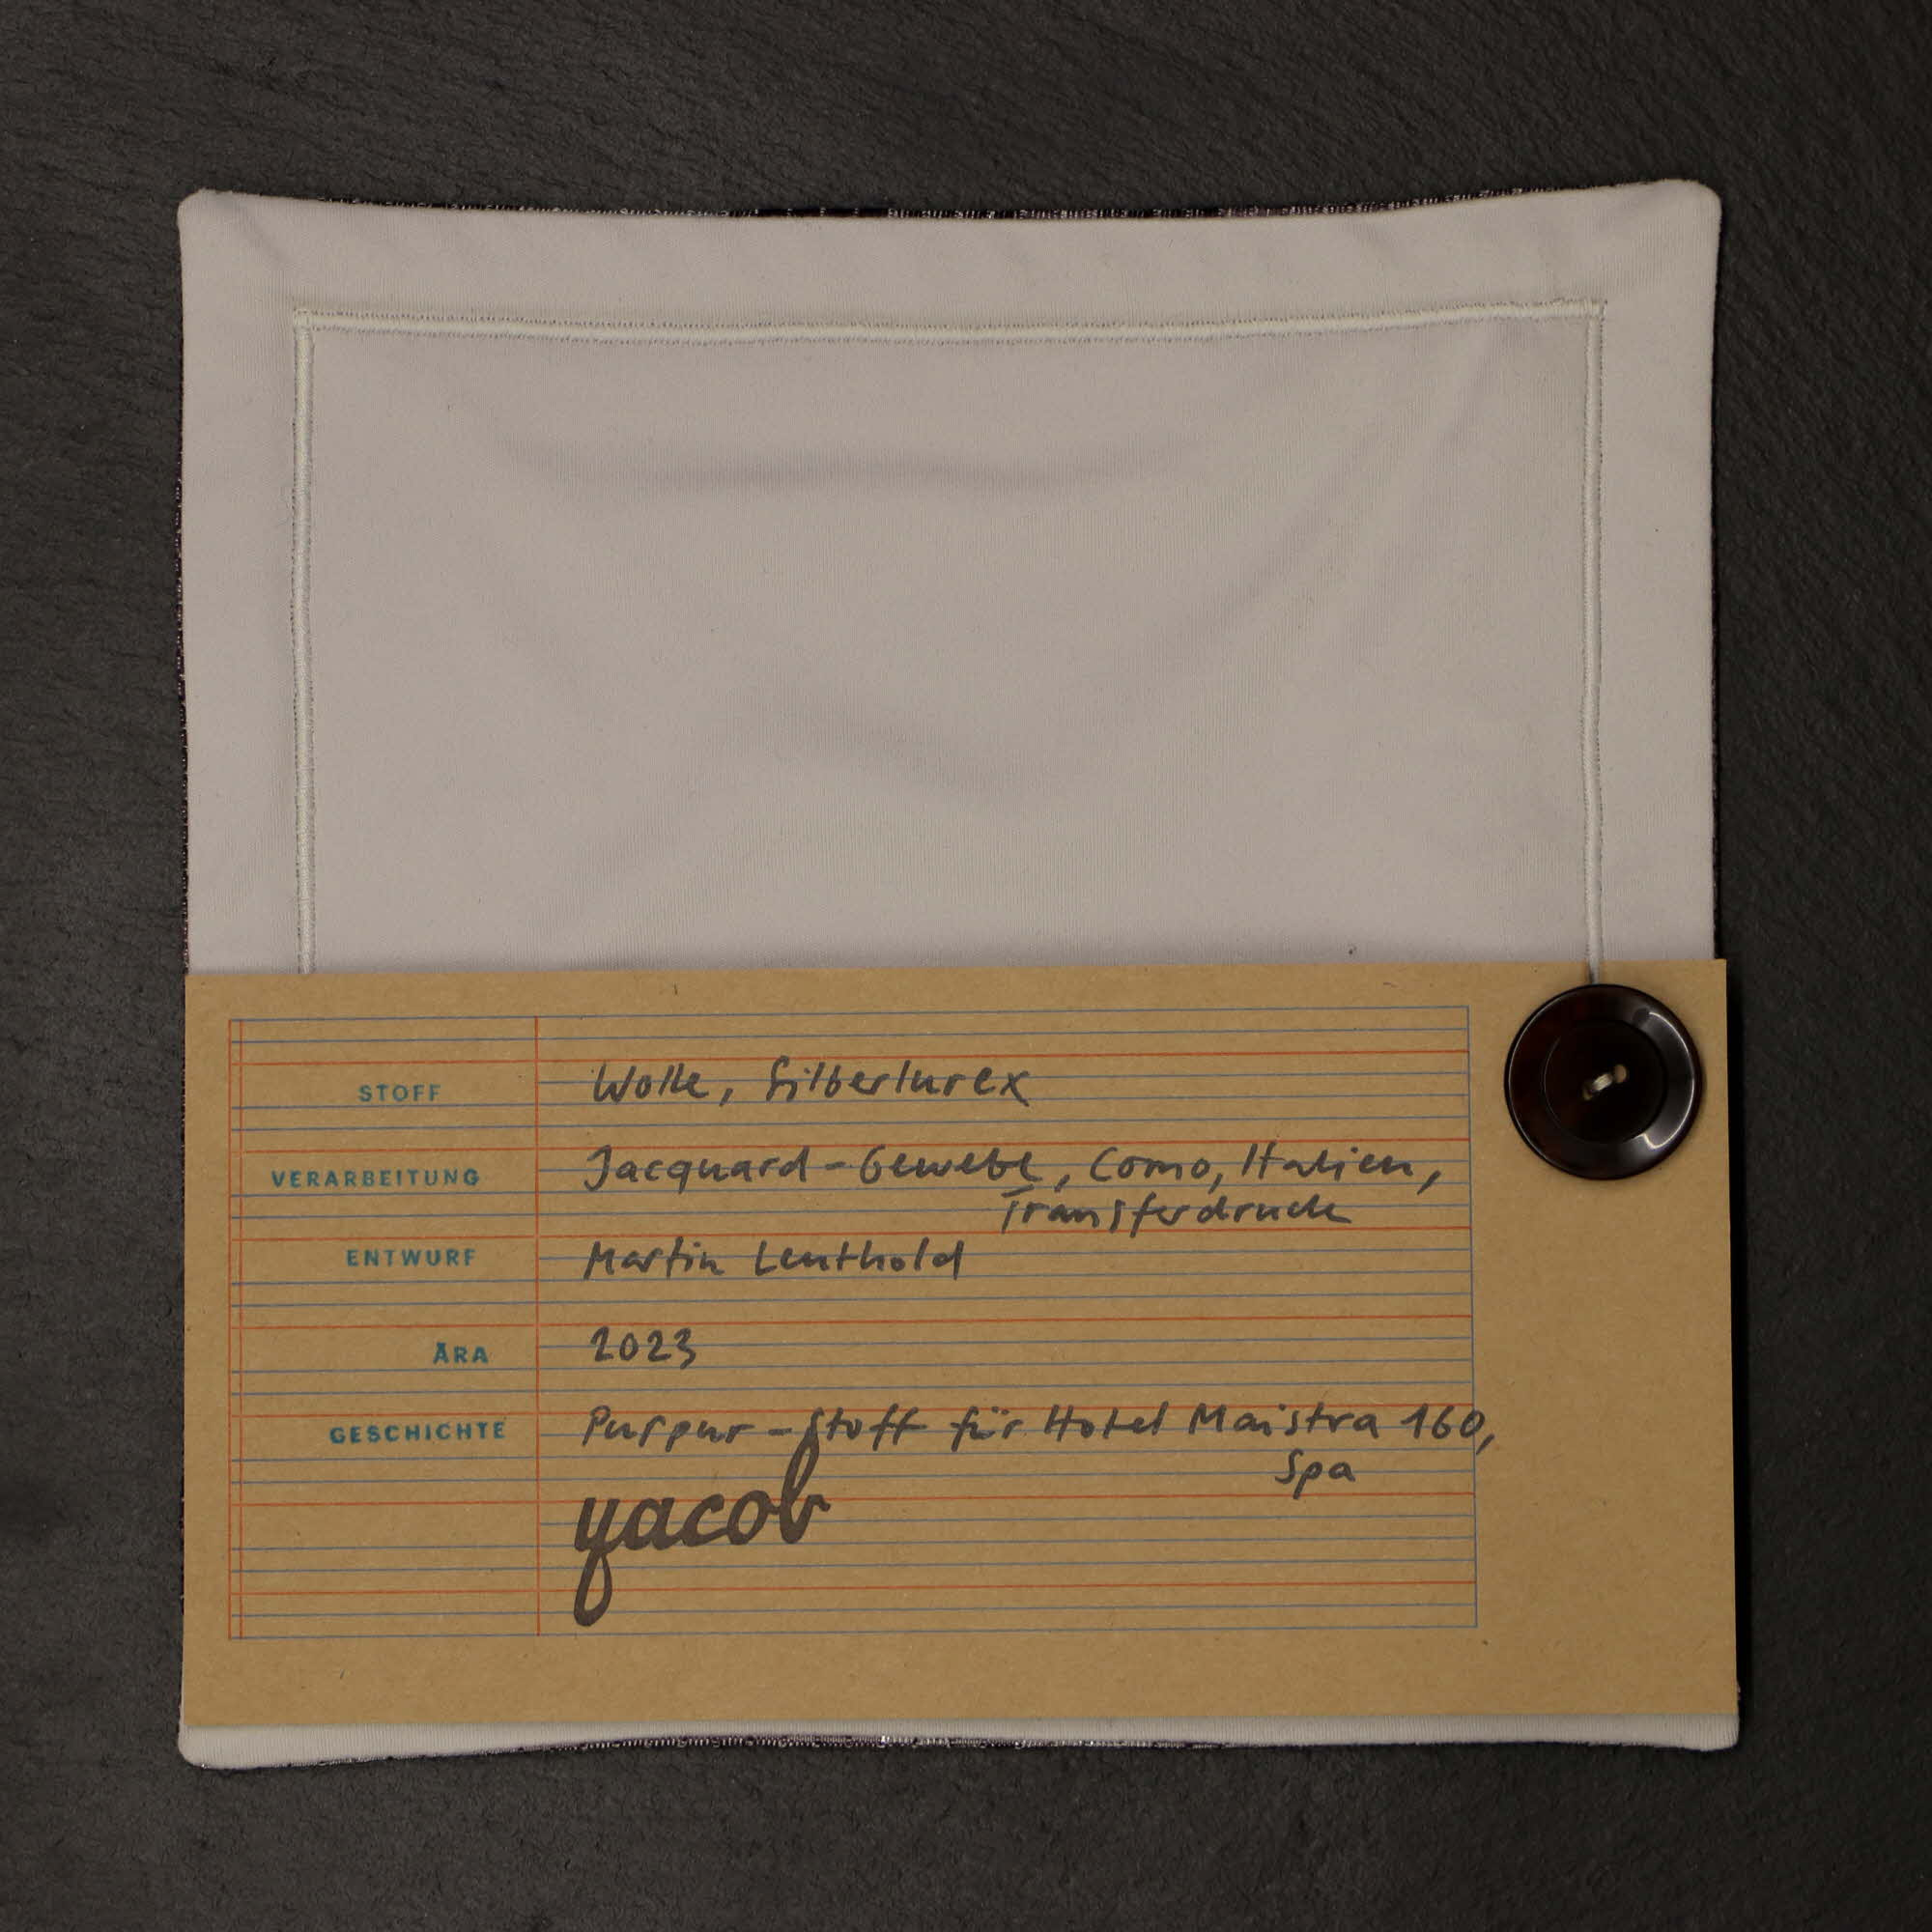 STOFF Wolle, Silberlurex
VERARBEITUNG Jacquard-Gewebe, Como, Italien,
Transferdruck
ENTWURF Martin Leuthold
ÄRA 2023
GESCHICHTE Purpur-Stoff für Hotel Maistra 160,
Spa
yacob